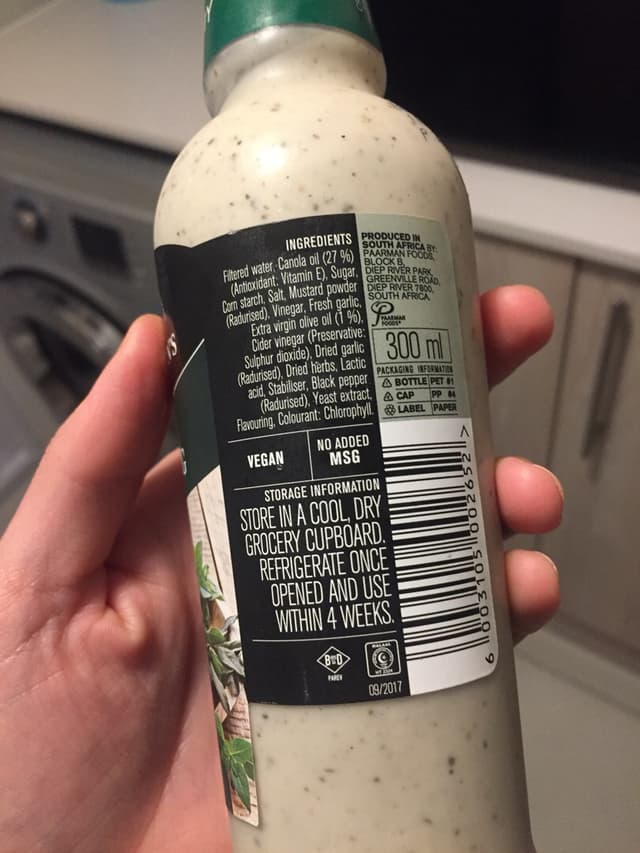 INGREDIENTS
Filtered water, Canola oil (27 %)
(Antioxidant: Vitamin E), Sugar,
Corn starch, Salt, Mustard powder
(Radurised), Vinegar, Fresh garlic,
Extra virgin olive oil (1 %),
Cider vinegar (Preservative:
Sulphur dioxide), Dried garlic
(Radurised), Dried herbs, Lactic
acid, Stabiliser, Black pepper
(Radurised), Yeast extract,
Flavouring, Colourant: Chlorophyll.
VEGAN
NO ADDED
MSG
STORAGE INFORMATION
STORE IN A COOL, DRY
GROCERY CUPBOARD.
REFRIGERATE ONCE
OPENED AND USE
WITHIN 4 WEEKS.
PAREV
09/2017
PRODUCED IN
SOUTH AFRICA BY:
PAARMAN FOODS,
BLOCK B,
DIEP RIVER PARK,
GREENVILLE ROAD,
DIEP RIVER 7800,
SOUTH AFRICA.
PAARMAN
FOODS
300 ml
PACKAGING INFORMATION
BOTTLE PET 01
CAP PP 04
LABEL PAPER
6 003105 002652 >